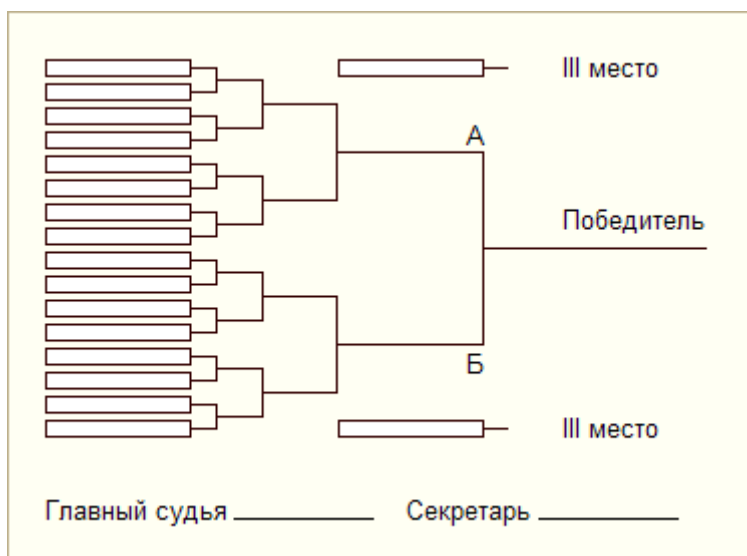 III место
А
Победитель
Б
III место
Главный судья Секретарь